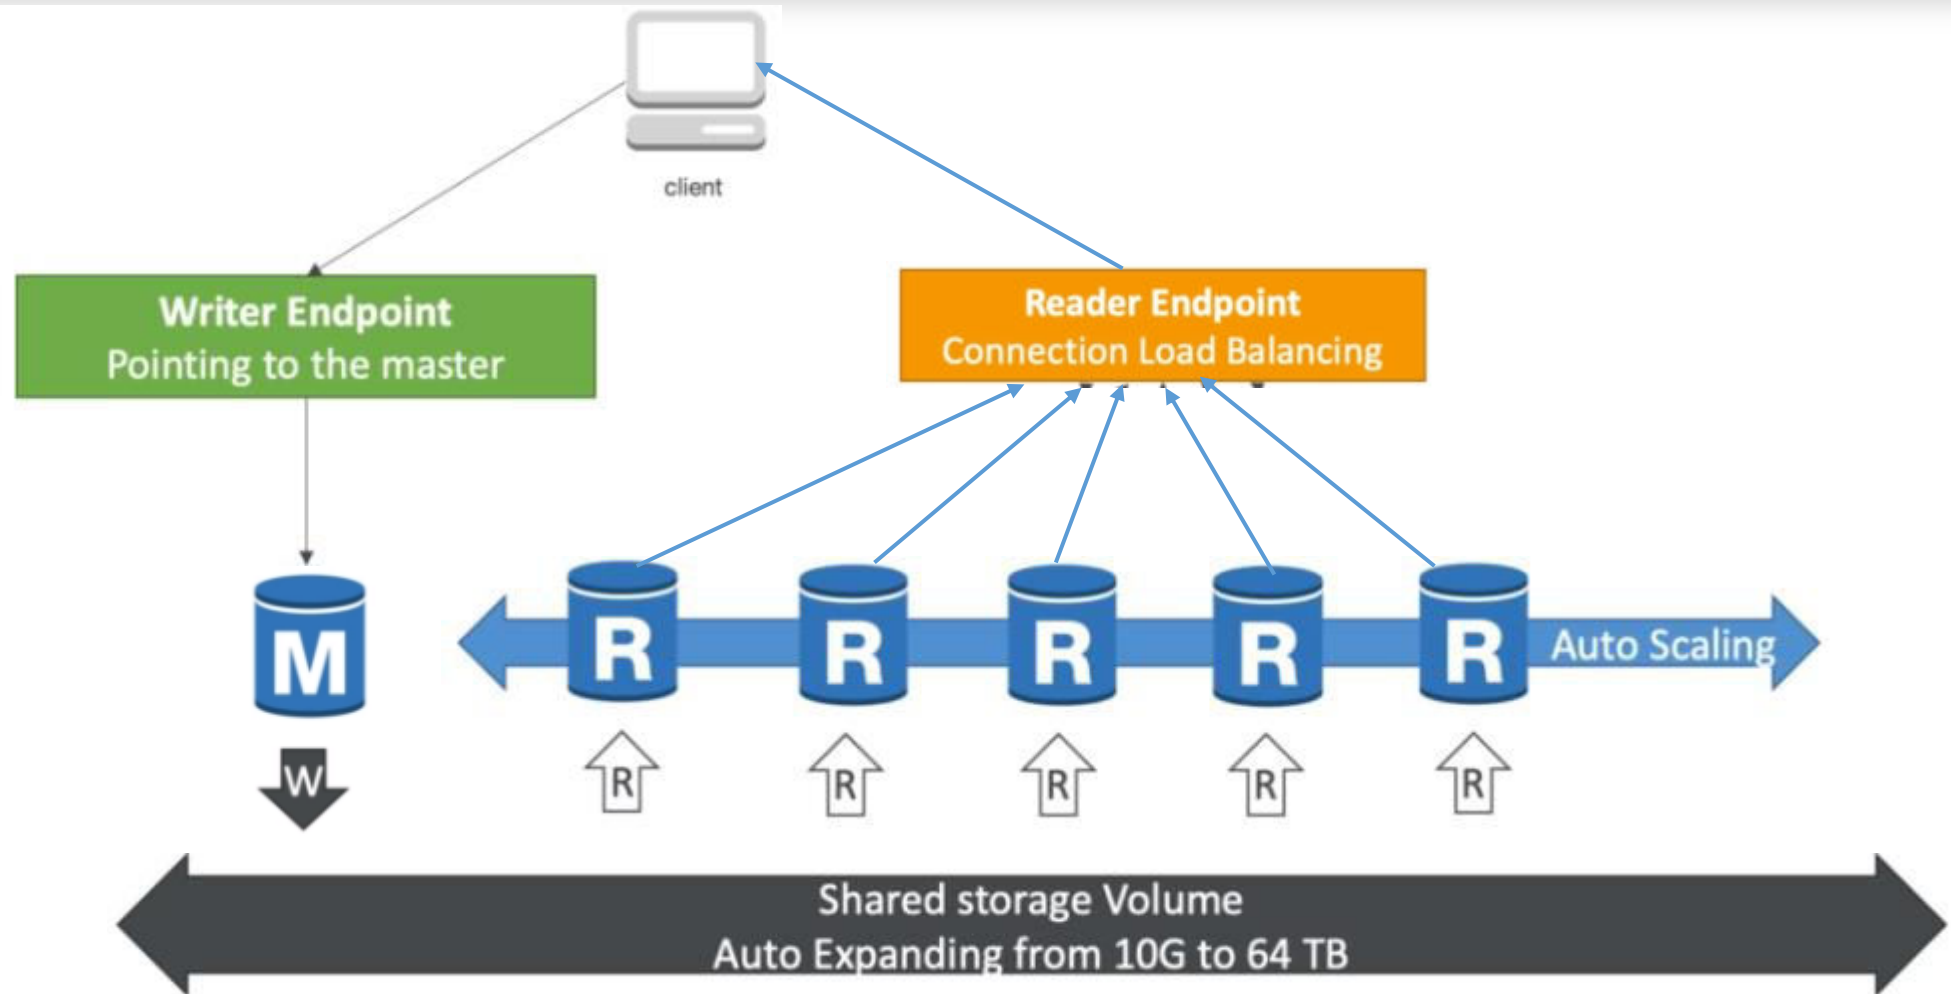 client
Writer Endpoint
Pointing to the master
Reader Endpoint
Connection Load Balancing
M
R
R
R
R
R
Auto Scaling
W
R
R
R
R
R
Shared storage Volume
Auto Expanding from 10G to 64 TB